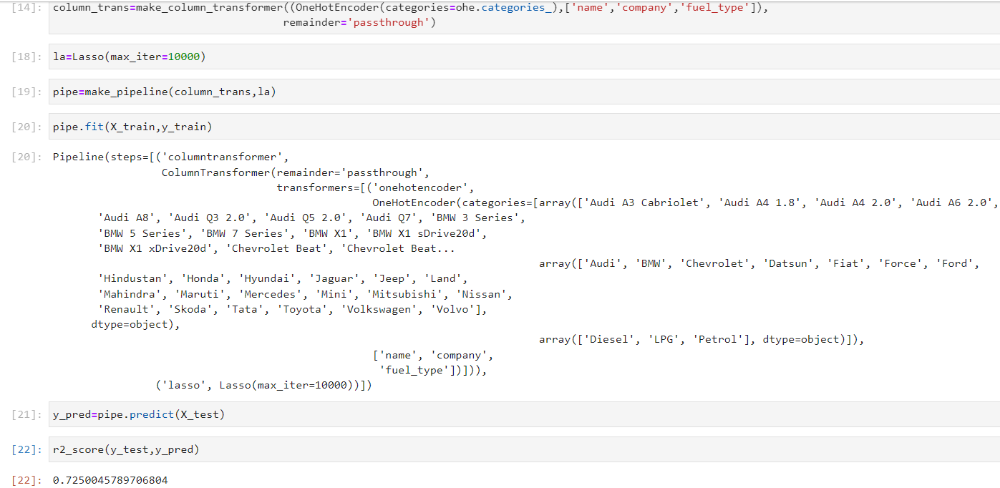 [14]: column_trans=make_column_transformer((OneHotEncoder(categories=ohe.categories_),['name','company','fuel_type']),
remainder='passthrough')
[18]: la=Lasso(max_iter=10000)
[19]: pipe=make_pipeline(column_trans,la)
[20]: pipe.fit(X_train,y_train)
[20]: Pipeline(steps=[('columntransformer',
ColumnTransformer(remainder='passthrough',
transformers=[('onehotencoder',
OneHotEncoder(categories=[array(['Audi A3 Cabriolet', 'Audi A4 1.8', 'Audi A4 2.0', 'Audi A6 2.0',
'Audi A8', 'Audi Q3 2.0', 'Audi Q5 2.0', 'Audi Q7', 'BMW 3 Series',
'BMW 5 Series', 'BMW 7 Series', 'BMW X1', 'BMW X1 sDrive20d',
'BMW X1 xDrive20d', 'Chevrolet Beat', 'Chevrolet Beat...
array(['Audi', 'BMW', 'Chevrolet', 'Datsun', 'Fiat', 'Force', 'Ford',
'Hindustan', 'Honda', 'Hyundai', 'Jaguar', 'Jeep', 'Land',
'Mahindra', 'Maruti', 'Mercedes', 'Mini', 'Mitsubishi', 'Nissan',
'Renault', 'Skoda', 'Tata', 'Toyota', 'Volkswagen', 'Volvo'],
dtype=object),
array(['Diesel', 'LPG', 'Petrol'], dtype=object)]),
['name', 'company',
'fuel_type'])])),
('lasso', Lasso(max_iter=10000))])
[21]: y_pred=pipe.predict(X_test)
[22]: r2_score(y_test,y_pred)
[22]: 0.7250045789706804